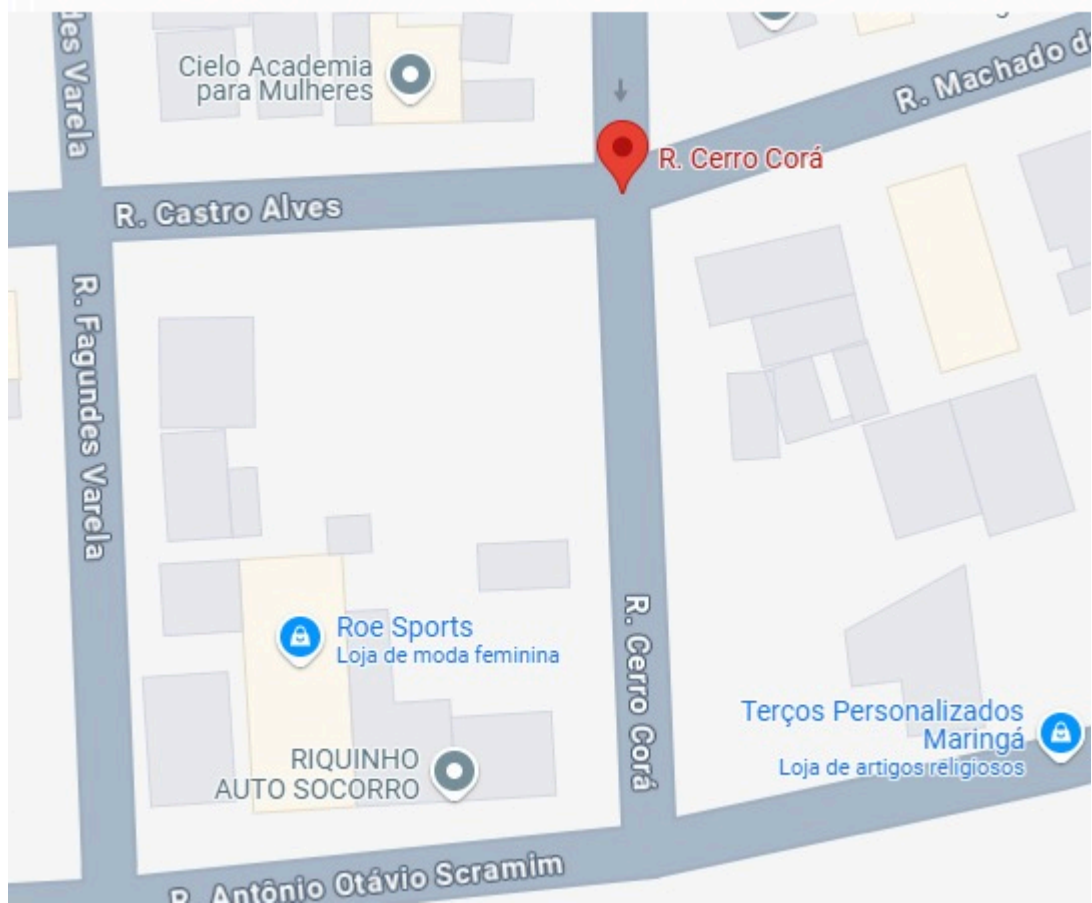 des Varela
Cielo Academia
para Mulheres
R. Machado de
R. Cerro Corá
R. Castro Alves
R. Fagundes Varela
Roe Sports
Loja de moda feminina
R. Cerro Corá
Terços Personalizados
Maringá
Loja de artigos religiosos
RIQUINHO
AUTO SOCORRO
R. Antônio Otávio Scramim